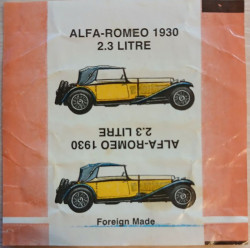 ALFA-ROMEO 1930
2.3 LITRE
ALFA-ROMEO 1930
2.3 LITRE
Foreign Made